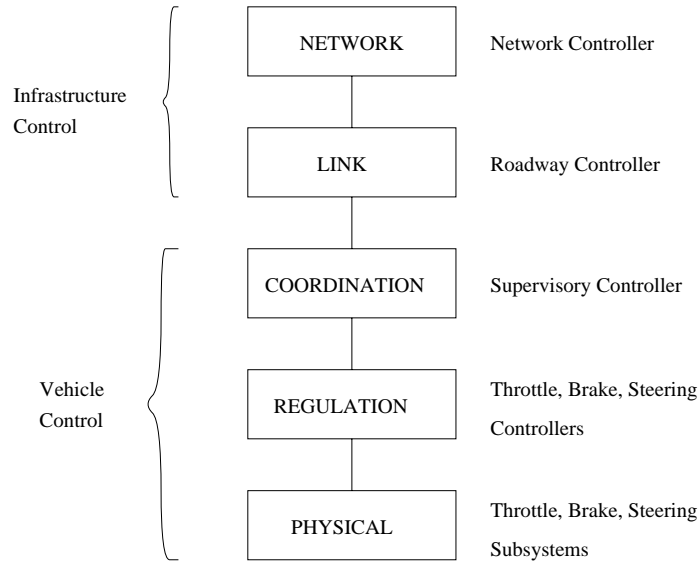 NETWORK
Network Controller
Infrastructure
Control
LINK
Roadway Controller
COORDINATION
Supervisory Controller
Vehicle
Control
REGULATION
Throttle, Brake, Steering
Controllers
PHYSICAL
Throttle, Brake, Steering
Subsystems